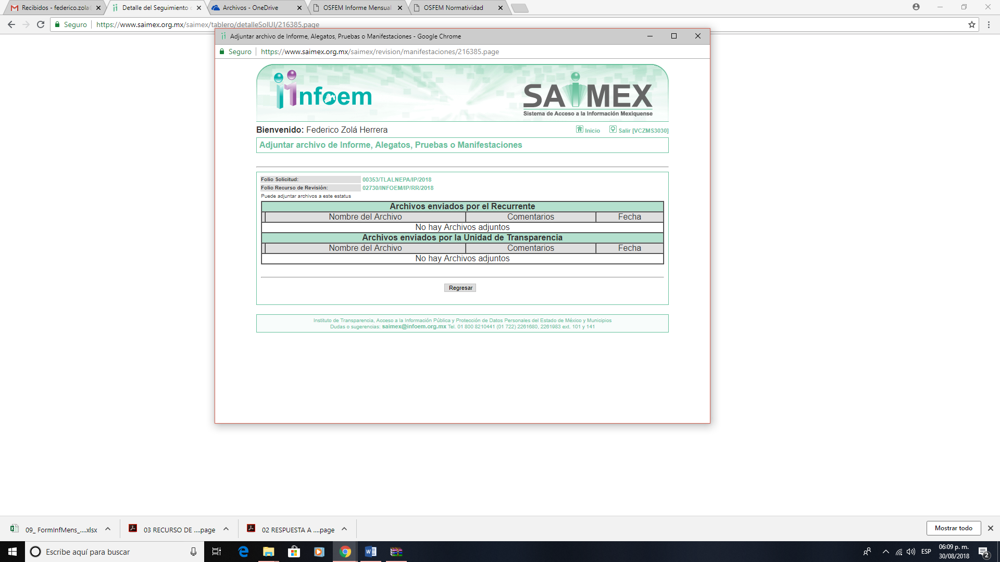 Recibidos - federico.zola
Detalle del Seguimiento
Archivos - OneDrive
OSFEM Informe Mensual
OSFEM Normatividad
Seguro https://www.saimex.org.mx/saimex/tablero/detalleSolUI/216385.page
Adjuntar archivo de Informe, Alegatos, Pruebas o Manifestaciones - Google Chrome
Seguro https://www.saimex.org.mx/saimex/revision/manifestaciones/216385.page
infoem
SAIMEX
Sistema de Acceso a la Información Mexiquense
Bienvenido: Federico Zolá Herrera
Inicio Salir [VCZMS3030]
Adjuntar archivo de Informe, Alegatos, Pruebas o Manifestaciones
Folio Solicitud: 00353/TLALNEPA/IP/2018
Folio Recurso de Revisión: 02730/INFOEM/IP/RR/2018
Puede adjuntar archivos a este estatus
Archivos enviados por el Recurrente
Nombre del Archivo Comentarios Fecha
No hay Archivos adjuntos
Archivos enviados por la Unidad de Transparencia
Nombre del Archivo Comentarios Fecha
No hay Archivos adjuntos
Regresar
Instituto de Transparencia, Acceso a la Información Pública y Protección de Datos Personales del Estado de México y Municipios
Dudas o sugerencias: saimex@infoem.org.mx Tel. 01 800 8210441 (01 722) 2261680, 2261983 ext. 101 y 141
09_ FormInfMens_....xlsx
03 RECURSO DE ....page
02 RESPUESTA A ....page
Mostrar todo
Escribe aquí para buscar
ESP
06:09 p. m.
30/08/2018
2